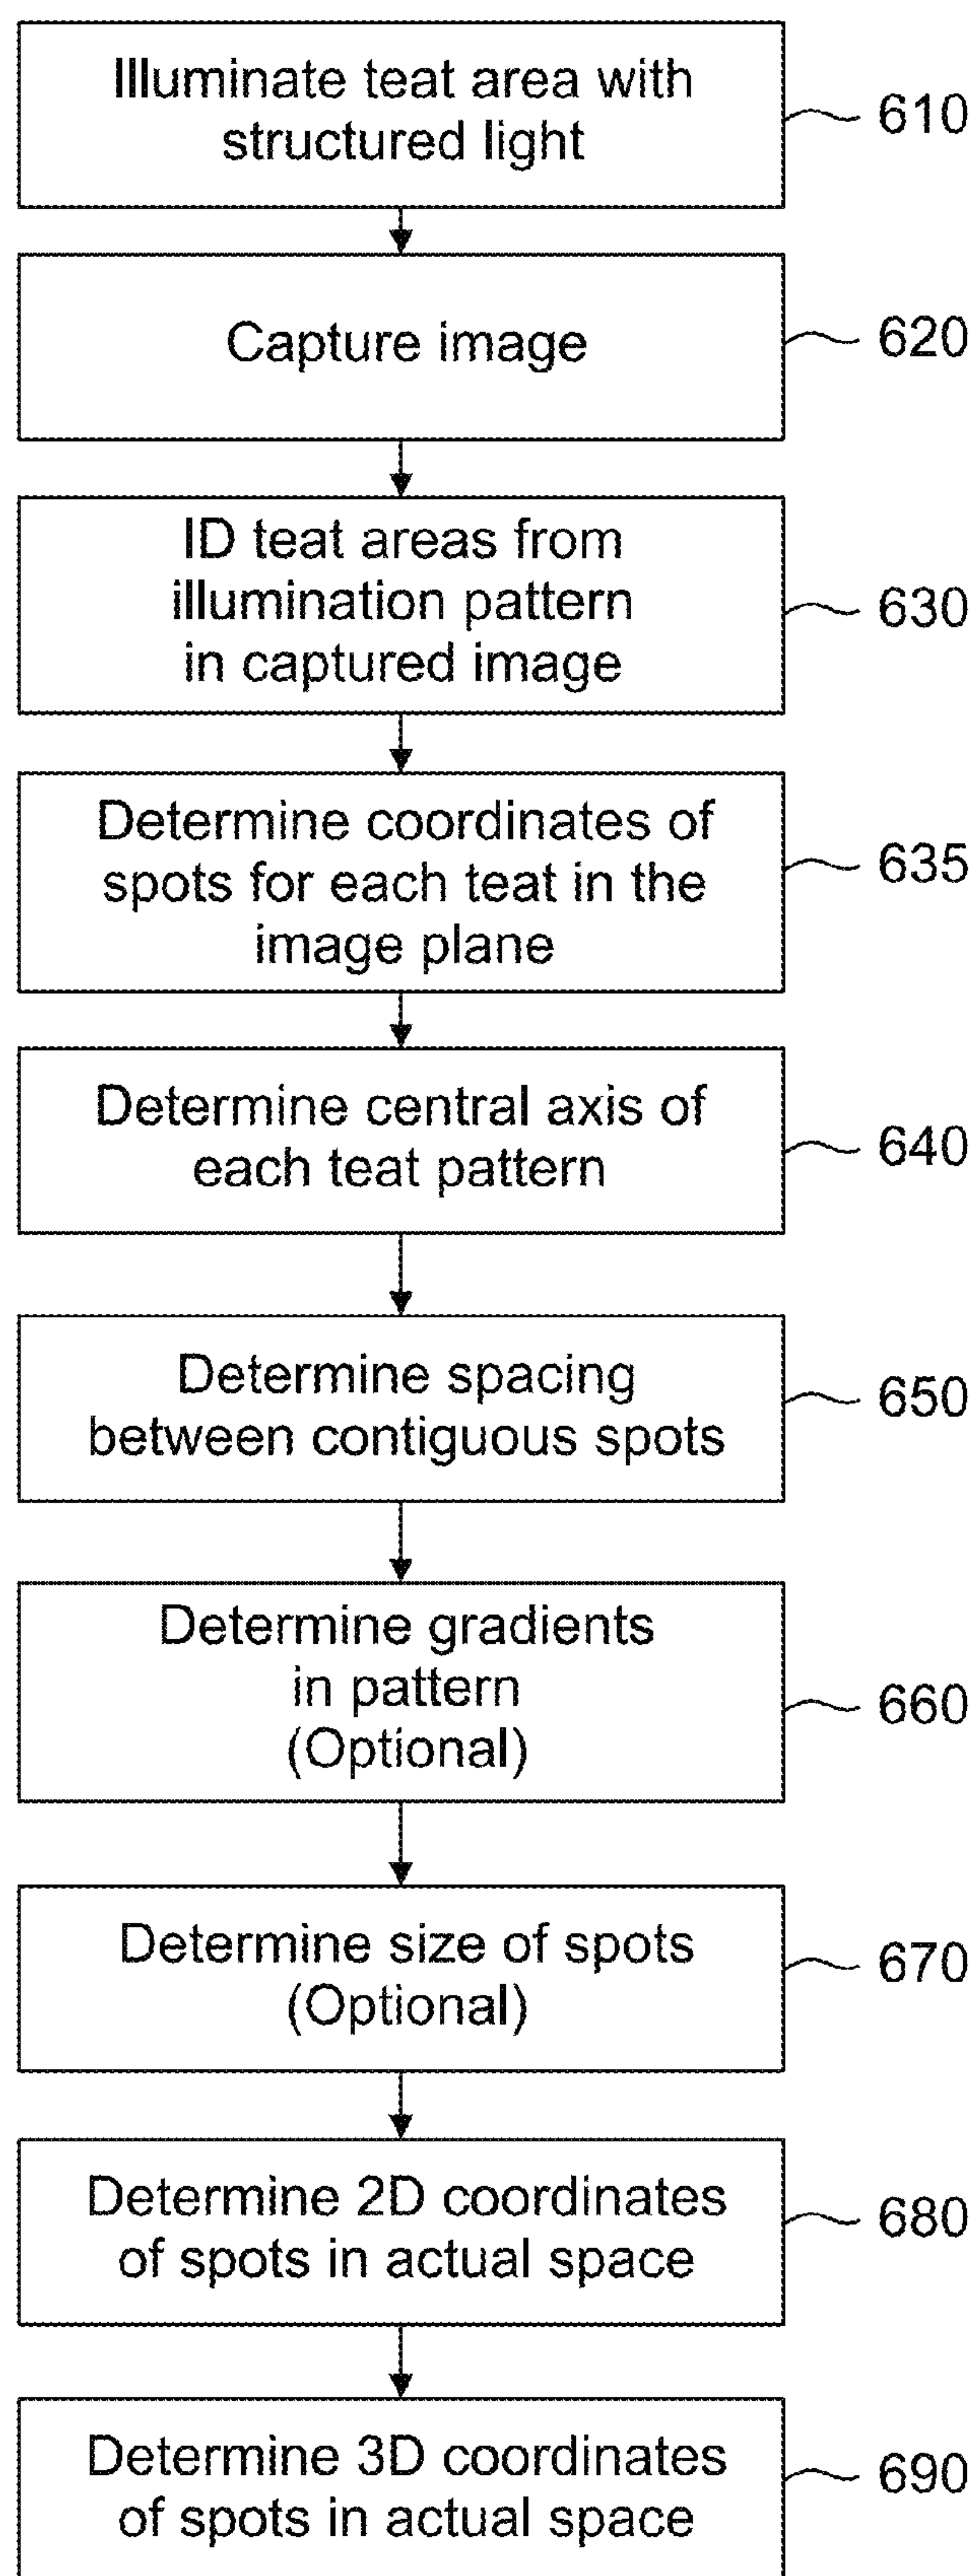 Illuminate teat area with
structured light
610
Capture image
620
ID teat areas from
illumination pattern
in captured image
630
Determine coordinates of
spots for each teat in the
image plane
635
Determine central axis of
each teat pattern
640
Determine spacing
between contiguous spots
650
Determine gradients
in pattern
(Optional)
660
Determine size of spots
(Optional)
670
Determine 2D coordinates
of spots in actual space
680
Determine 3D coordinates
of spots in actual space
690